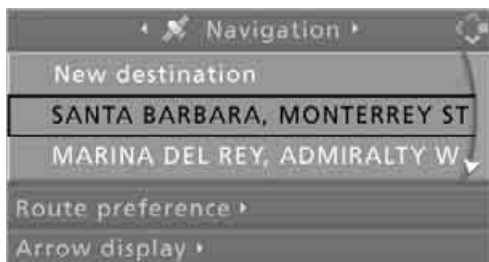 Navigation
New destination
SANTA BARBARA, MONTERREY ST
MARINA DEL REY, ADMIRALTY W
Route preference
Arrow display